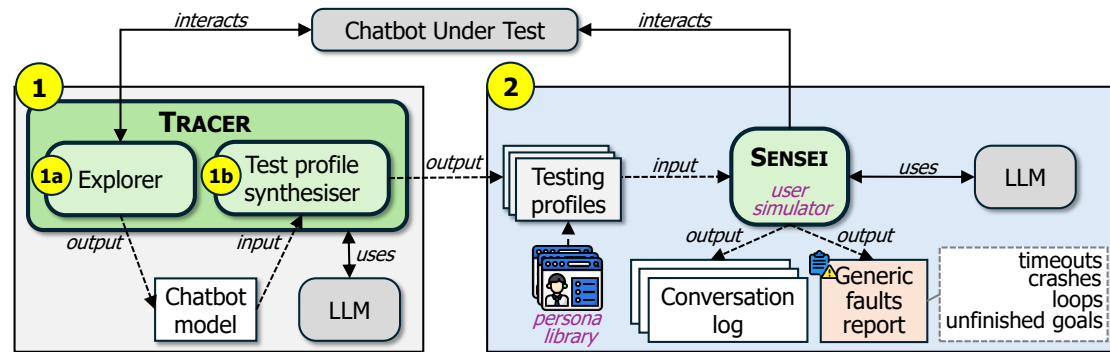 interacts
interacts
Chatbot Under Test
1
TRACER
1a
Explorer
1b
Test profile
synthesiser
output
input
Chatbot
model
uses
LLM
output
2
Testing
profiles
input
SENSEI
user
simulator
uses
LLM
persona
library
output
output
Conversation
log
Generic
faults
report
timeouts
crashes
loops
unfinished goals